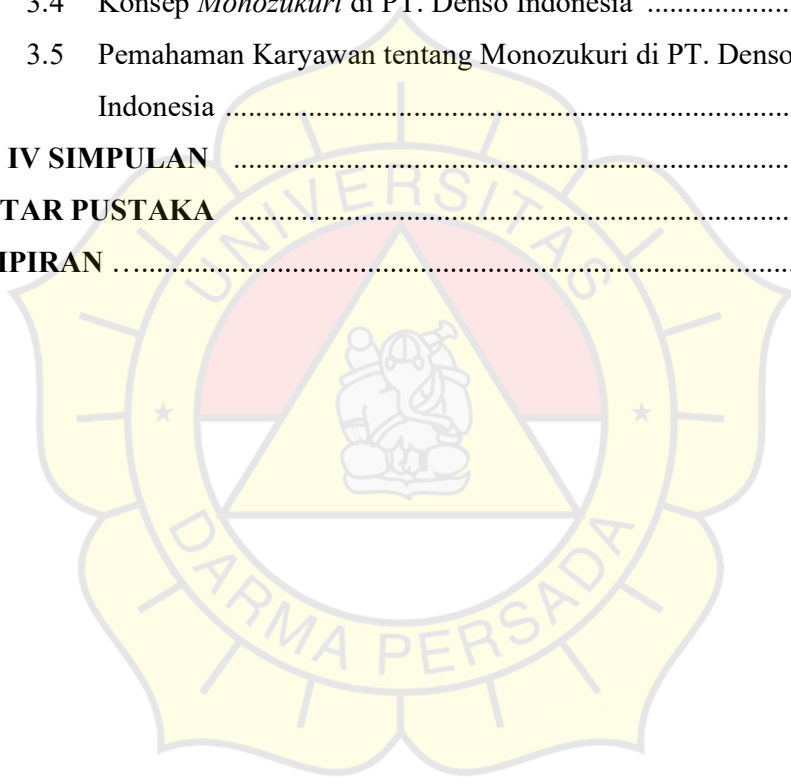 3.4 Konsep Monozukuri di PT. Denso Indonesia ....................
3.5 Pemahaman Karyawan tentang Monozukuri di PT. Denso
Indonesia ............................................................................
IV SIMPULAN ...........................................................................
TAR PUSTAKA ...........................................................................
IPIRAN ….......................................................................................
UNIVERSITAS
DARMA PERSADA